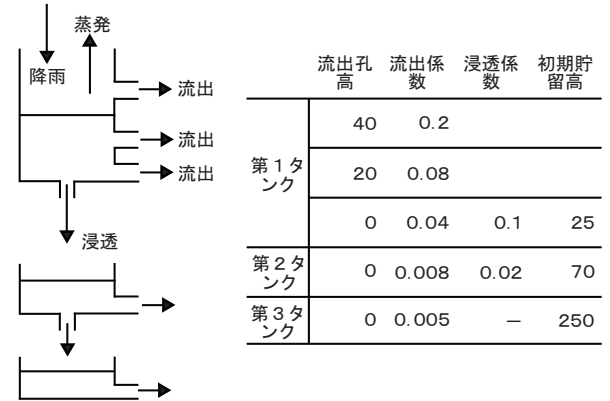 蒸発
降雨
流出
流出
流出
浸透
流出孔高 流出係数 浸透係数 初期貯留高
第1タンク
40 0.2
20 0.08
0 0.04 0.1 25
第2タンク 0 0.008 0.02 70
第3タンク 0 0.005 － 250